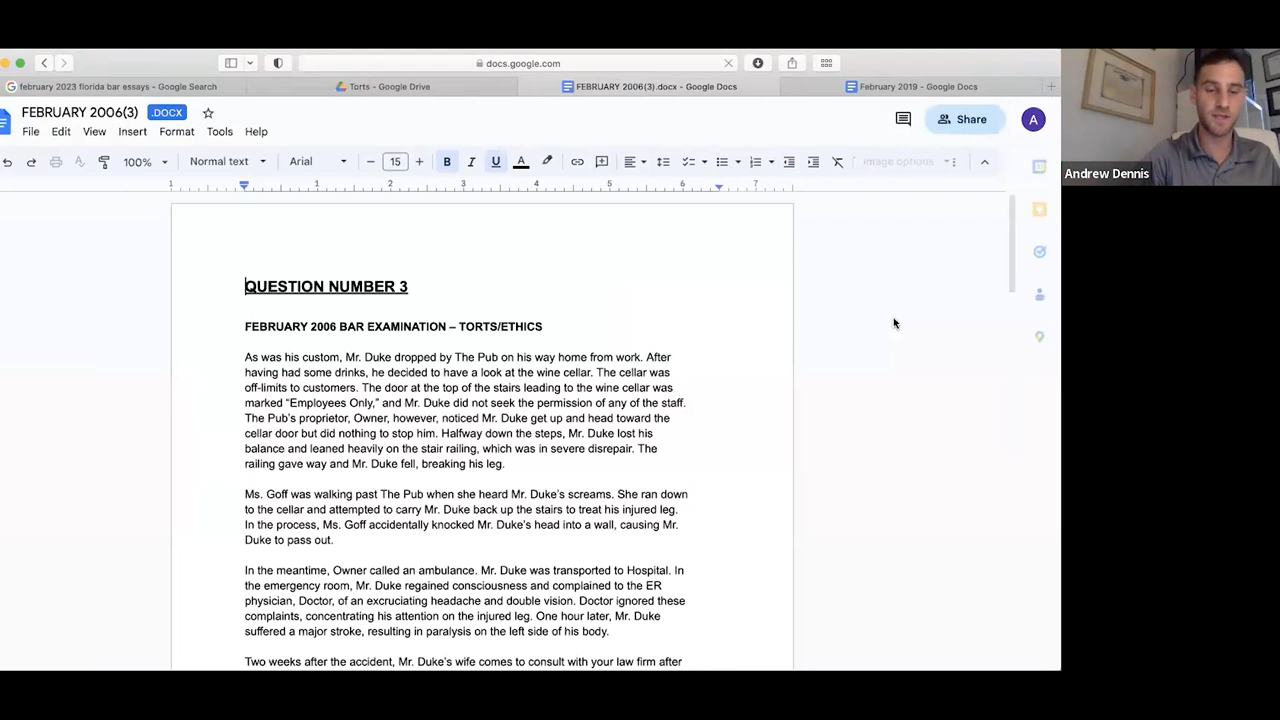 docs.google.com
february 2023 florida bar essays - Google Search
Torts - Google Drive
FEBRUARY 2006(3).docx - Google Docs
February 2019 - Google Docs
FEBRUARY 2006(3) .DOCX
File Edit View Insert Format Tools Help
Share
A
100% Normal text Arial 15 B I U A Image options
1 1 2 3 4 5 6 7
Andrew Dennis
QUESTION NUMBER 3
FEBRUARY 2006 BAR EXAMINATION – TORTS/ETHICS
As was his custom, Mr. Duke dropped by The Pub on his way home from work. After
having had some drinks, he decided to have a look at the wine cellar. The cellar was
off-limits to customers. The door at the top of the stairs leading to the wine cellar was
marked “Employees Only,” and Mr. Duke did not seek the permission of any of the staff.
The Pub’s proprietor, Owner, however, noticed Mr. Duke get up and head toward the
cellar door but did nothing to stop him. Halfway down the steps, Mr. Duke lost his
balance and leaned heavily on the stair railing, which was in severe disrepair. The
railing gave way and Mr. Duke fell, breaking his leg.
Ms. Goff was walking past The Pub when she heard Mr. Duke’s screams. She ran down
to the cellar and attempted to carry Mr. Duke back up the stairs to treat his injured leg.
In the process, Ms. Goff accidentally knocked Mr. Duke’s head into a wall, causing Mr.
Duke to pass out.
In the meantime, Owner called an ambulance. Mr. Duke was transported to Hospital. In
the emergency room, Mr. Duke regained consciousness and complained to the ER
physician, Doctor, of an excruciating headache and double vision. Doctor ignored these
complaints, concentrating his attention on the injured leg. One hour later, Mr. Duke
suffered a major stroke, resulting in paralysis on the left side of his body.
Two weeks after the accident, Mr. Duke’s wife comes to consult with your law firm after